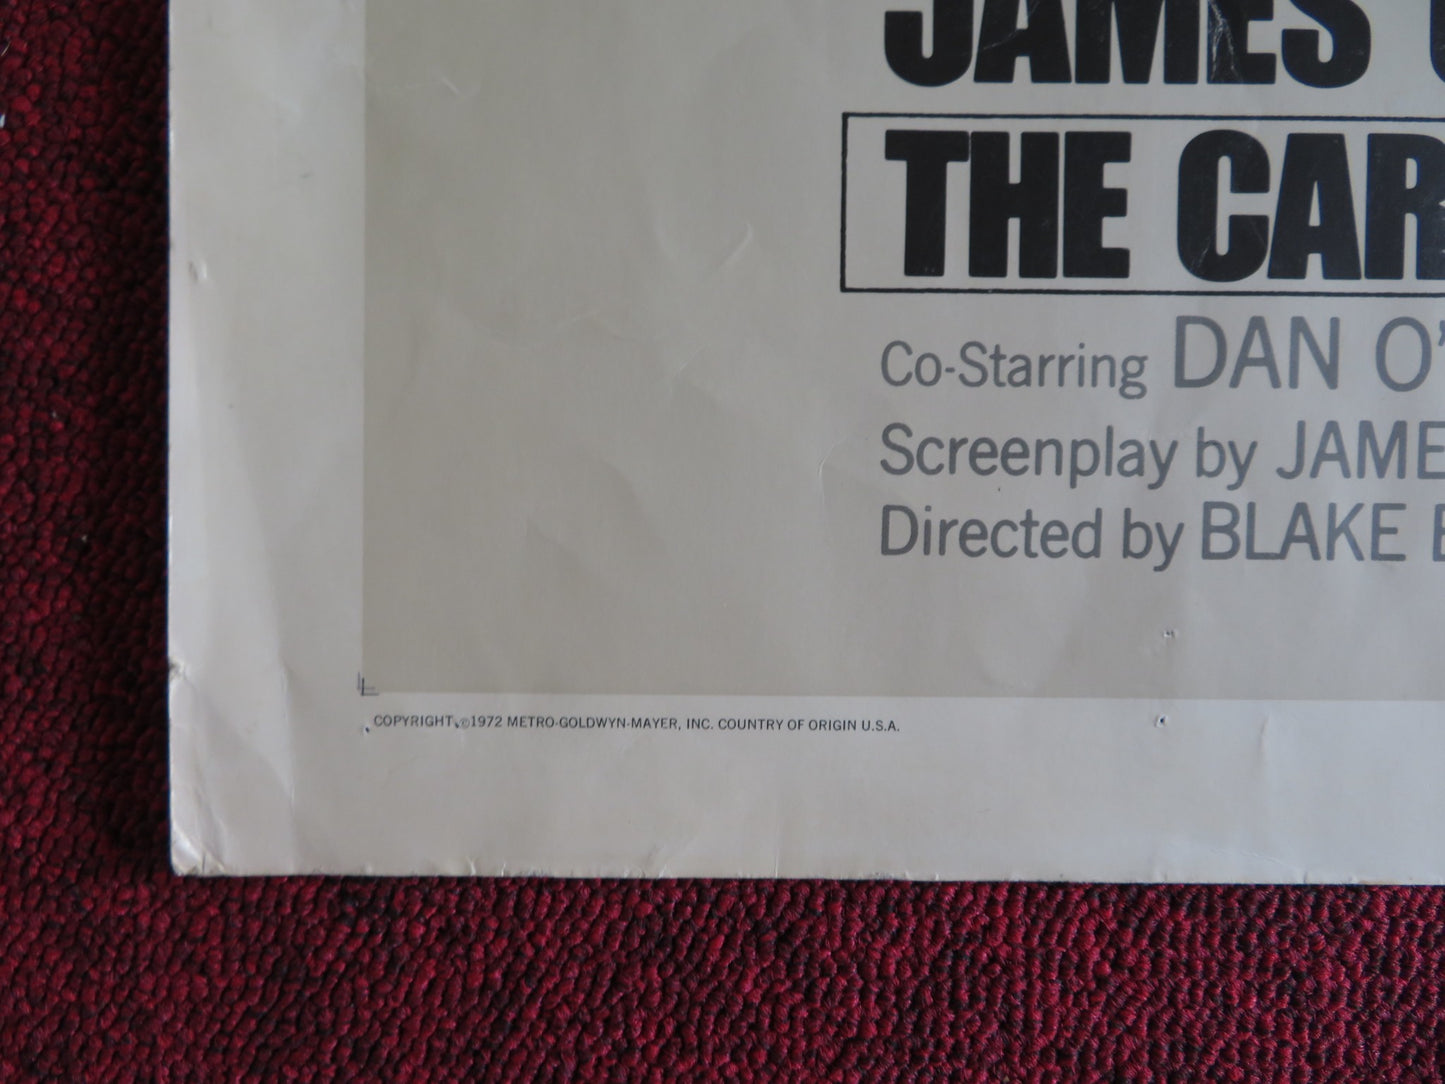 JAMES
THE CAR
Co-Starring DAN O'
Screenplay by JAME
Directed by BLAKE E
COPYRIGHT ©1972 METRO-GOLDWYN-MAYER, INC. COUNTRY OF ORIGIN U.S.A.